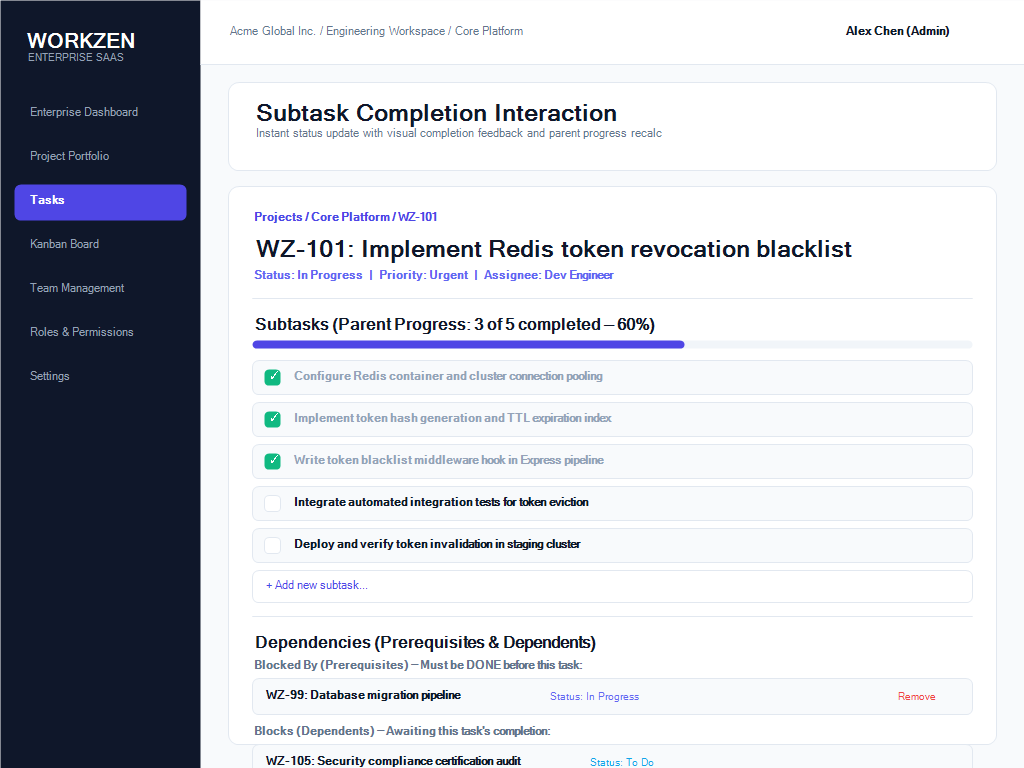 WORKZEN
ENTERPRISE SAAS
Enterprise Dashboard
Project Portfolio
Tasks
Kanban Board
Team Management
Roles & Permissions
Settings
Acme Global Inc. / Engineering Workspace / Core Platform
Alex Chen (Admin)
Subtask Completion Interaction
Instant status update with visual completion feedback and parent progress recalc
Projects / Core Platform / WZ-101
WZ-101: Implement Redis token revocation blacklist
Status: In Progress | Priority: Urgent | Assignee: Dev Engineer
Subtasks (Parent Progress: 3 of 5 completed — 60%)
Configure Redis container and cluster connection pooling
Implement token hash generation and TTL expiration index
Write token blacklist middleware hook in Express pipeline
Integrate automated integration tests for token eviction
Deploy and verify token invalidation in staging cluster
+ Add new subtask...
Dependencies (Prerequisites & Dependents)
Blocked By (Prerequisites) — Must be DONE before this task:
WZ-99: Database migration pipeline Status: In Progress Remove
Blocks (Dependents) — Awaiting this task's completion:
WZ-105: Security compliance certification audit Status: To Do